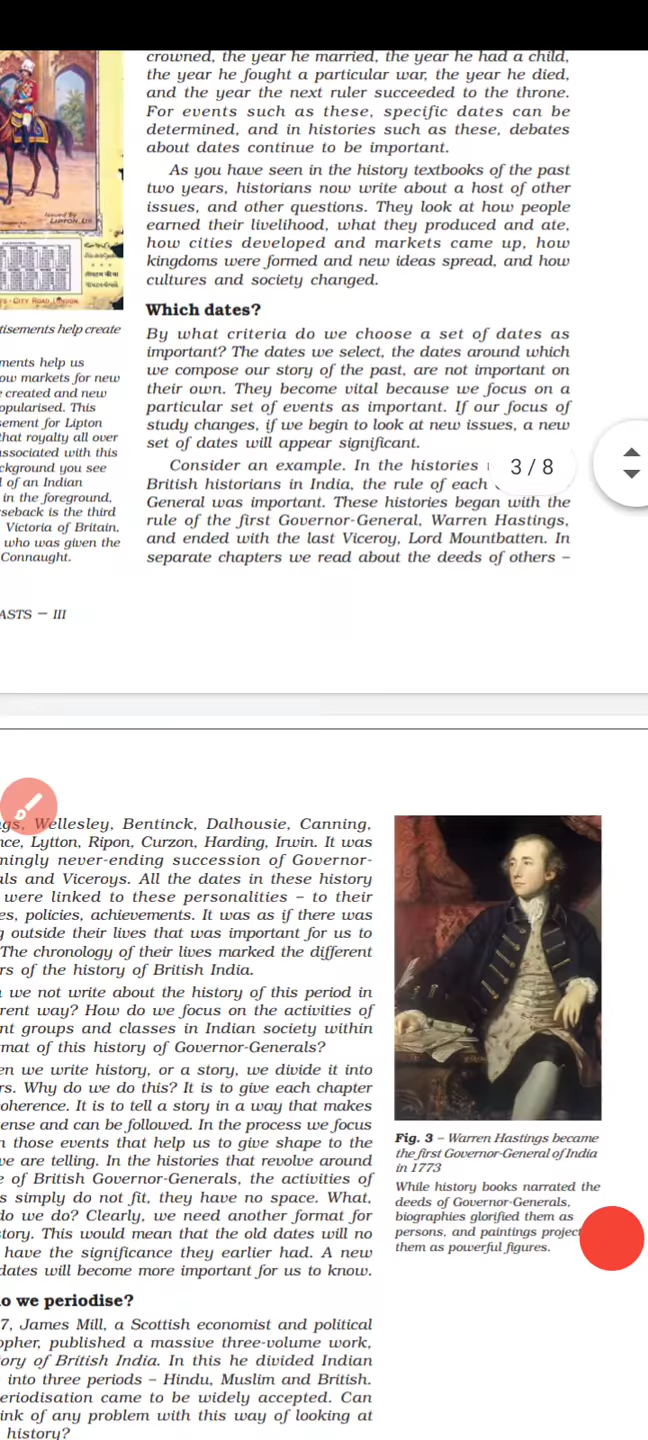 Issued by
LIPTON, LTD
S - CITY ROAD, LONDON
tisements help create
ments help us
ow markets for new
e created and new
opularised. This
sement for Lipton
that royalty all over
associated with this
ckground you see
l of an Indian
in the foreground,
seback is the third
Victoria of Britain,
who was given the
Connaught.
ASTS – III
crowned, the year he married, the year he had a child,
the year he fought a particular war, the year he died,
and the year the next ruler succeeded to the throne.
For events such as these, specific dates can be
determined, and in histories such as these, debates
about dates continue to be important.
As you have seen in the history textbooks of the past
two years, historians now write about a host of other
issues, and other questions. They look at how people
earned their livelihood, what they produced and ate,
how cities developed and markets came up, how
kingdoms were formed and new ideas spread, and how
cultures and society changed.
Which dates?
By what criteria do we choose a set of dates as
important? The dates we select, the dates around which
we compose our story of the past, are not important on
their own. They become vital because we focus on a
particular set of events as important. If our focus of
study changes, if we begin to look at new issues, a new
set of dates will appear significant.
Consider an example. In the histories
3 / 8
British historians in India, the rule of each
General was important. These histories began with the
rule of the first Governor-General, Warren Hastings,
and ended with the last Viceroy, Lord Mountbatten. In
separate chapters we read about the deeds of others –
gs, Wellesley, Bentinck, Dalhousie, Canning,
nce, Lytton, Ripon, Curzon, Harding, Irwin. It was
mingly never-ending succession of Governor-
als and Viceroys. All the dates in these history
were linked to these personalities – to their
es, policies, achievements. It was as if there was
g outside their lives that was important for us to
The chronology of their lives marked the different
rs of the history of British India.
we not write about the history of this period in
rent way? How do we focus on the activities of
nt groups and classes in Indian society within
rmat of this history of Governor-Generals?
en we write history, or a story, we divide it into
rs. Why do we do this? It is to give each chapter
oherence. It is to tell a story in a way that makes
ense and can be followed. In the process we focus
n those events that help us to give shape to the
we are telling. In the histories that revolve around
e of British Governor-Generals, the activities of
s simply do not fit, they have no space. What,
do we do? Clearly, we need another format for
story. This would mean that the old dates will no
have the significance they earlier had. A new
dates will become more important for us to know.
o we periodise?
7, James Mill, a Scottish economist and political
opher, published a massive three-volume work,
ory of British India. In this he divided Indian
into three periods – Hindu, Muslim and British.
eriodisation came to be widely accepted. Can
ink of any problem with this way of looking at
history?
Fig. 3 – Warren Hastings became
the first Governor-General of India
in 1773
While history books narrated the
deeds of Governor-Generals,
biographies glorified them as
persons, and paintings project
them as powerful figures.